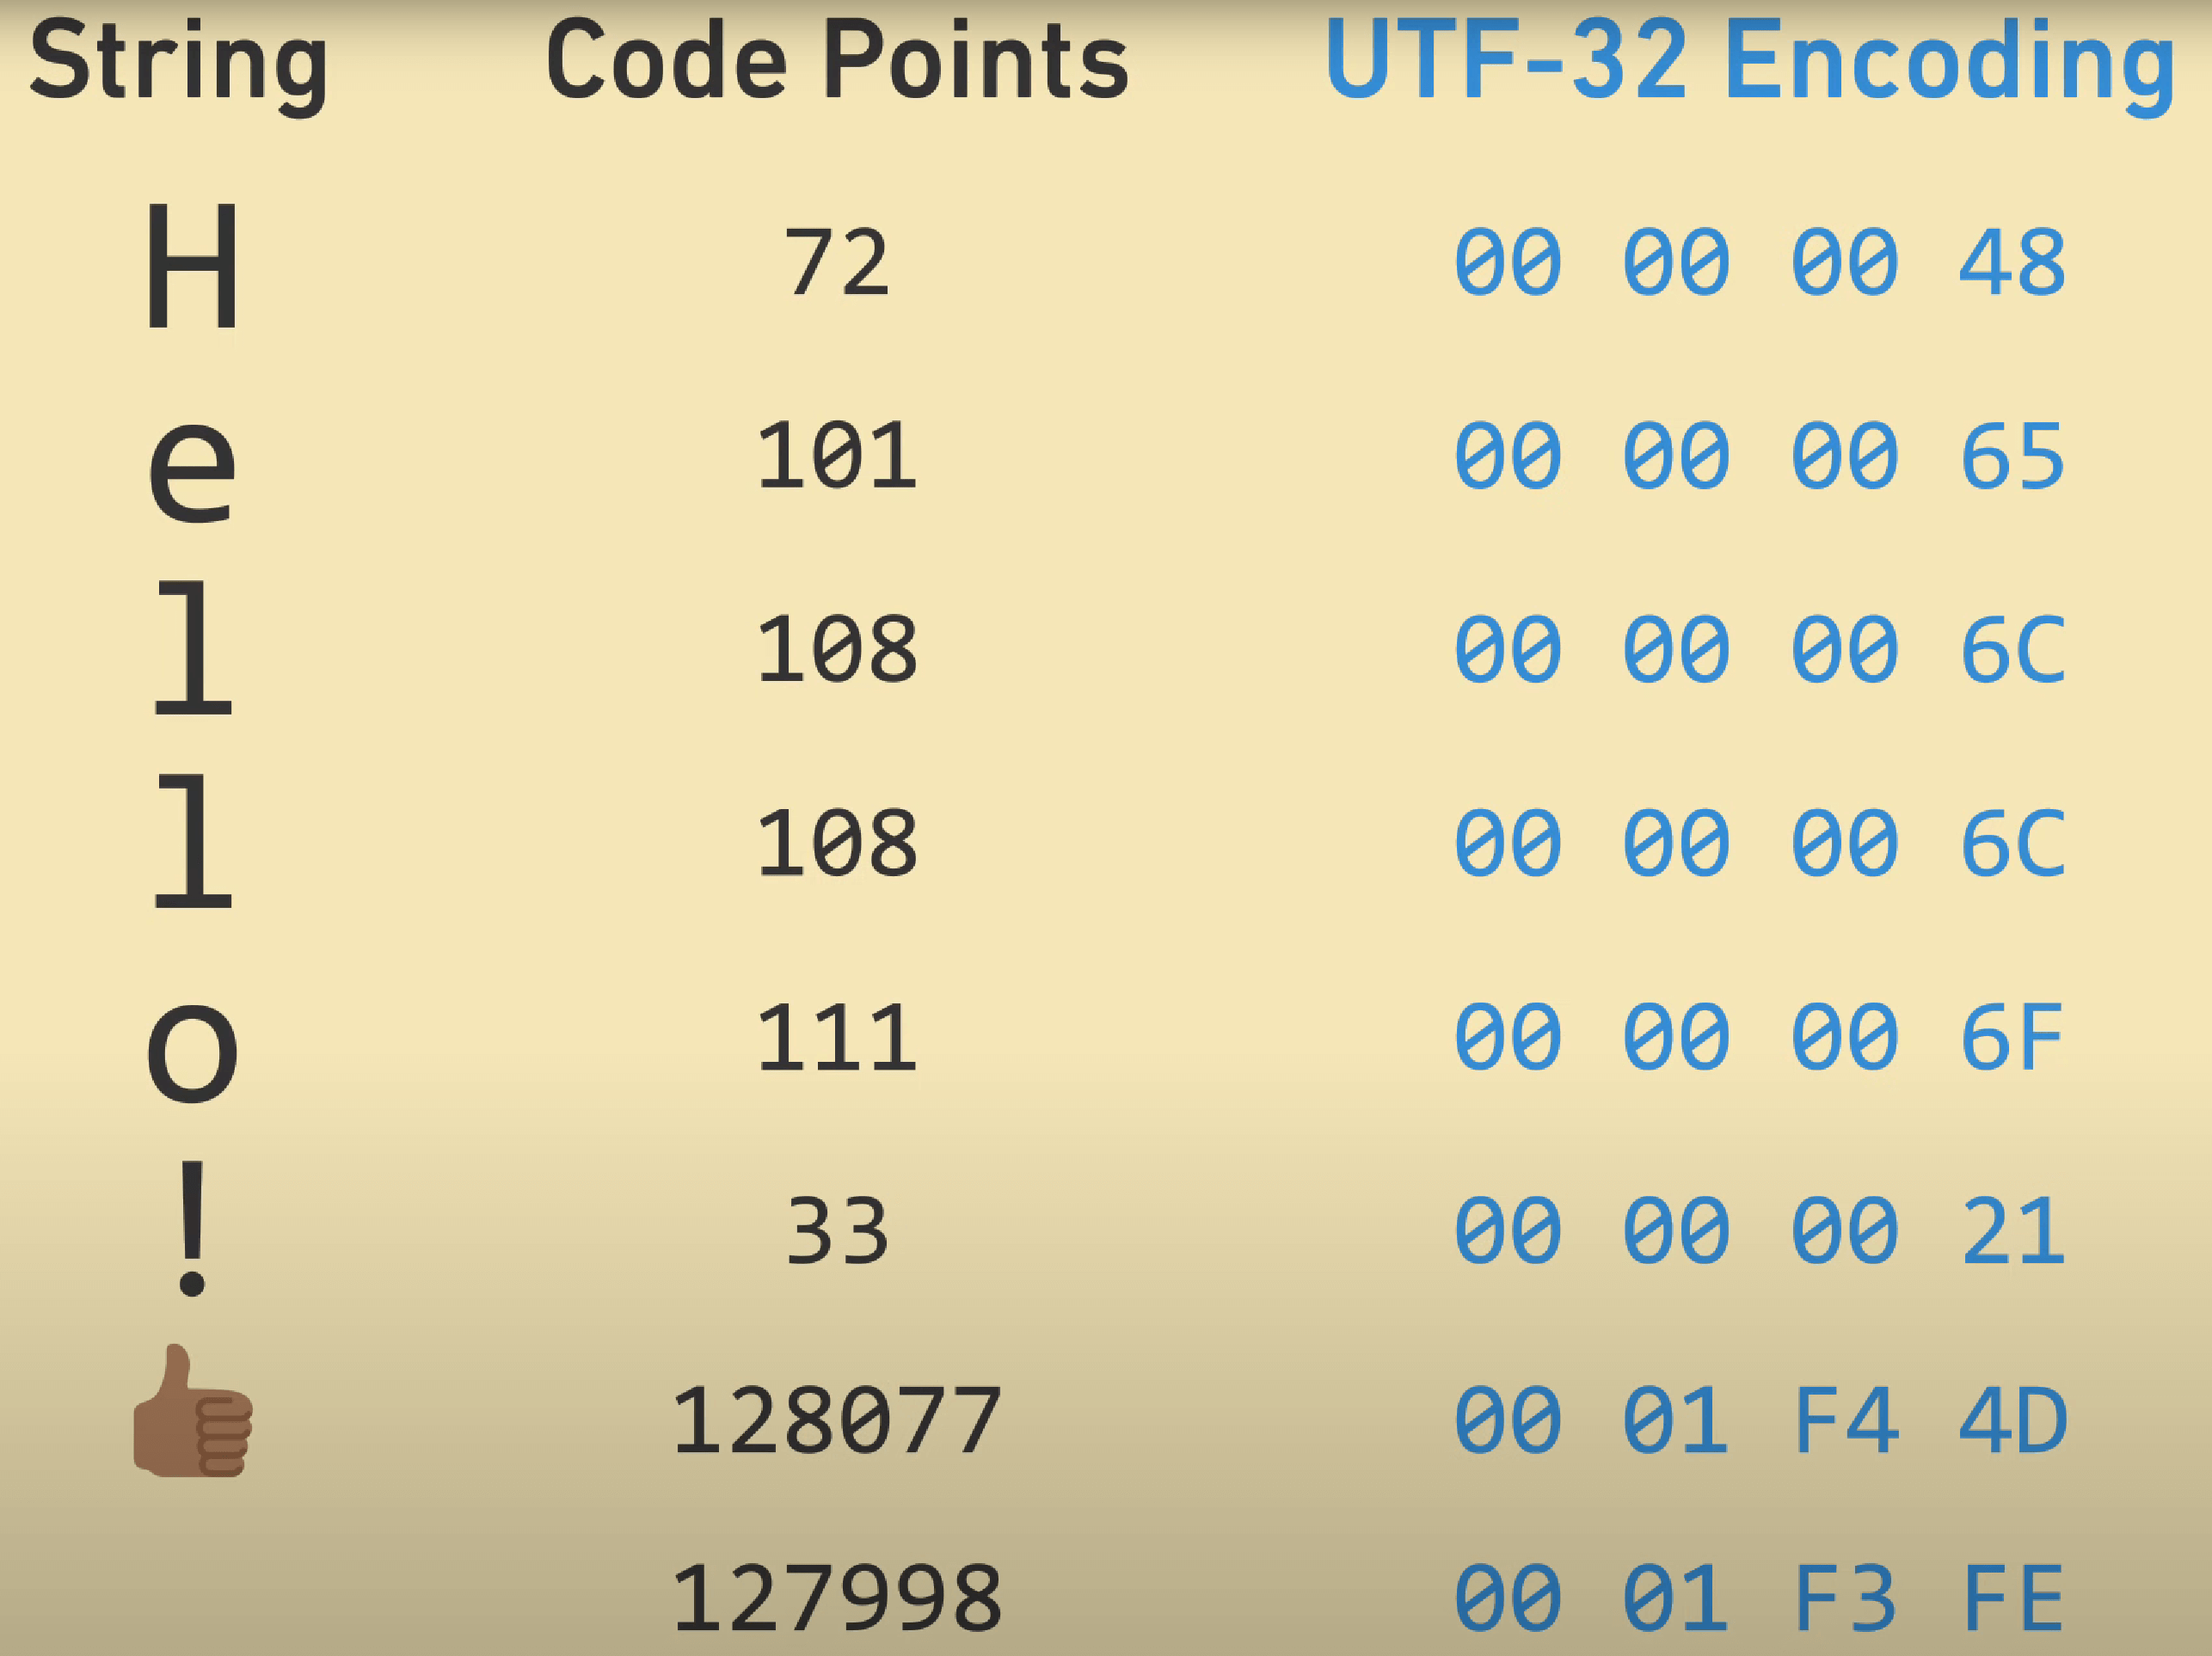 String Code Points UTF-32 Encoding
H 72 00 00 00 48
e 101 00 00 00 65
l 108 00 00 00 6C
l 108 00 00 00 6C
o 111 00 00 00 6F
! 33 00 00 00 21
👍🏾 128077 00 01 F4 4D
127998 00 01 F3 FE